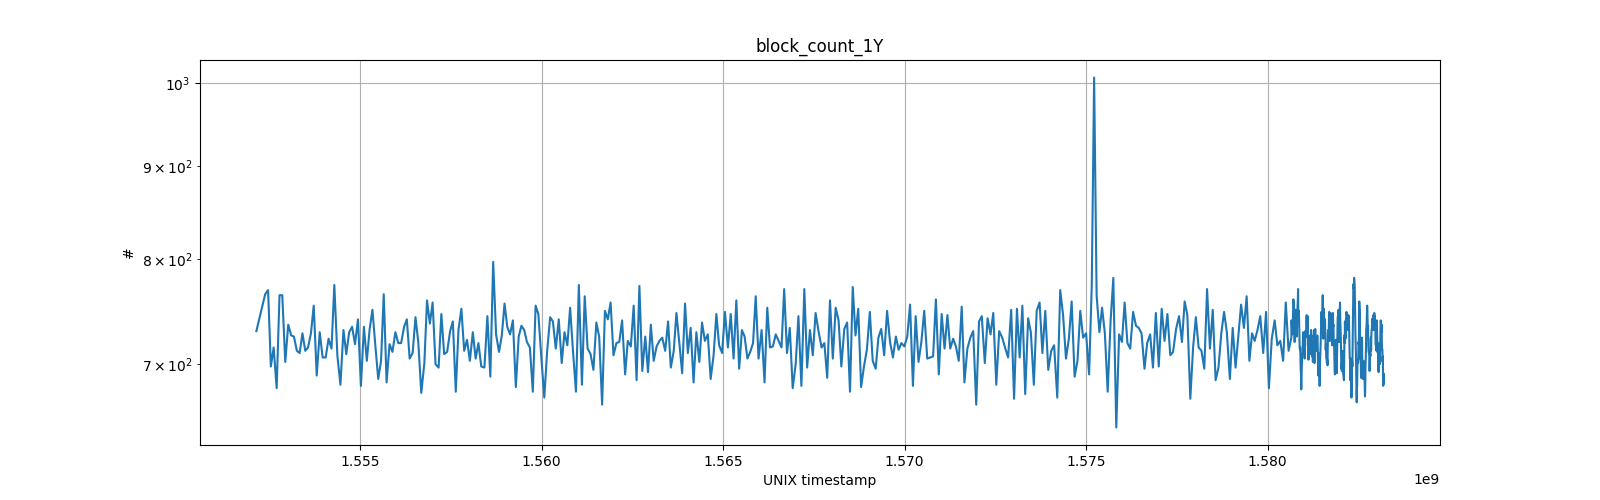 block_count_1Y
10³
9 × 10²
8 × 10²
7 × 10²
#
1.555 1.560 1.565 1.570 1.575 1.580
UNIX timestamp
1e9